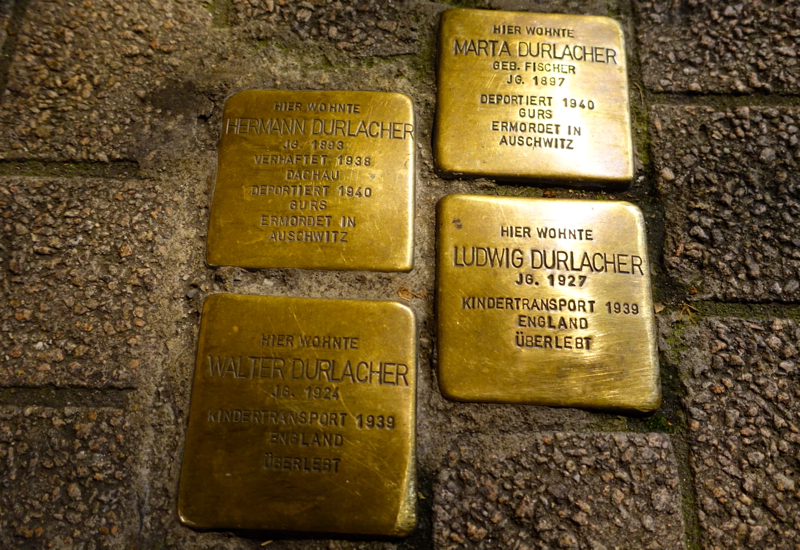 HIER WOHNTE
HERMANN DURLACHER
JG. 1893
VERHAFTET 1938
DACHAU
DEPORTIERT 1940
GURS
ERMORDET IN
AUSCHWITZ
HIER WOHNTE
MARTA DURLACHER
GEB. FISCHER
JG. 1897
DEPORTIERT 1940
GURS
ERMORDET IN
AUSCHWITZ
HIER WOHNTE
WALTER DURLACHER
JG. 1924
KINDERTRANSPORT 1939
ENGLAND
ÜBERLEBT
HIER WOHNTE
LUDWIG DURLACHER
JG. 1927
KINDERTRANSPORT 1939
ENGLAND
ÜBERLEBT